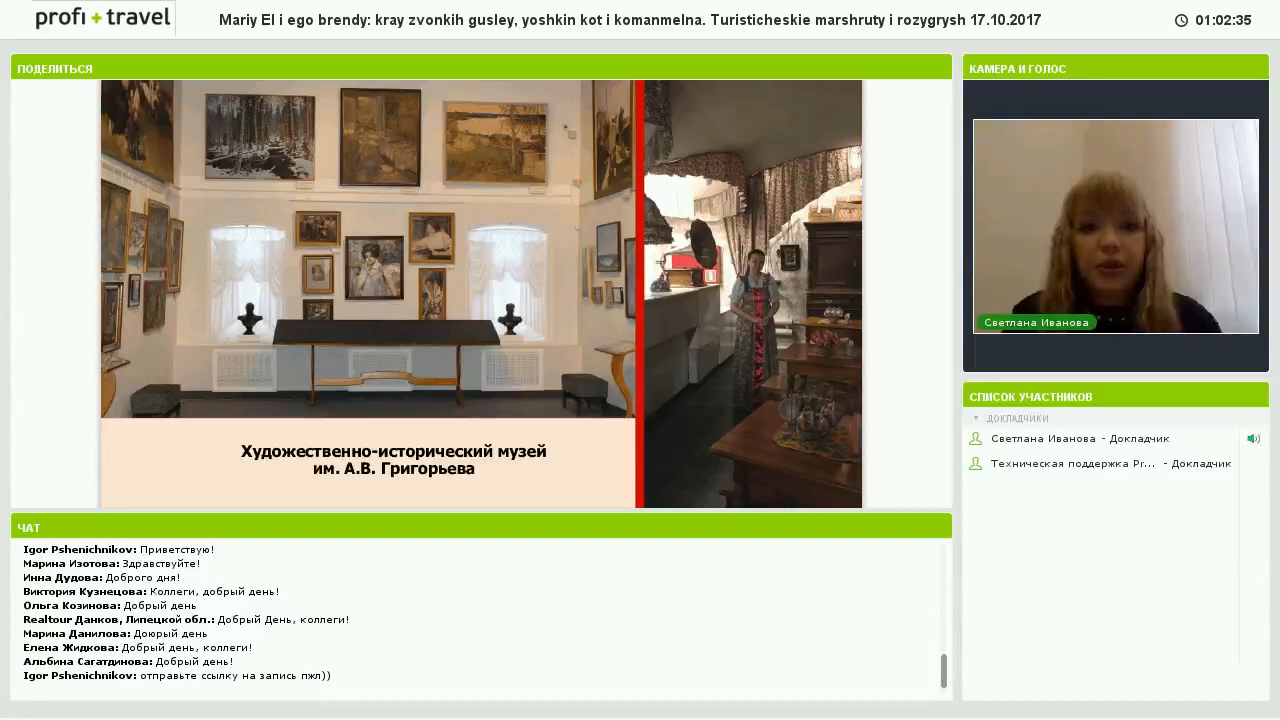 profi + travel
Mariy El i ego brendy: kray zvonkih gusley, yoshkin kot i komanmelna. Turisticheskie marshruty i rozygrysh 17.10.2017
01:02:35
ПОДЕЛИТЬСЯ
Художественно-исторический музей
им. А.В. Григорьева
КАМЕРА И ГОЛОС
Светлана Иванова
СПИСОК УЧАСТНИКОВ
ДОКЛАДЧИКИ
Светлана Иванова - Докладчик
Техническая поддержка Pr... - Докладчик
ЧАТ
Igor Pshenichnikov: Приветствую!
Марина Изотова: Здравствуйте!
Инна Дудова: Доброго дня!
Виктория Кузнецова: Коллеги, добрый день!
Ольга Козинова: Добрый день
Realtour Данков, Липецкой обл.: Добрый День, коллеги!
Марина Данилова: Доюрый день
Елена Жидкова: Добрый день, коллеги!
Альбина Сагатдинова: Добрый день!
Igor Pshenichnikov: отправьте ссылку на запись пжл))